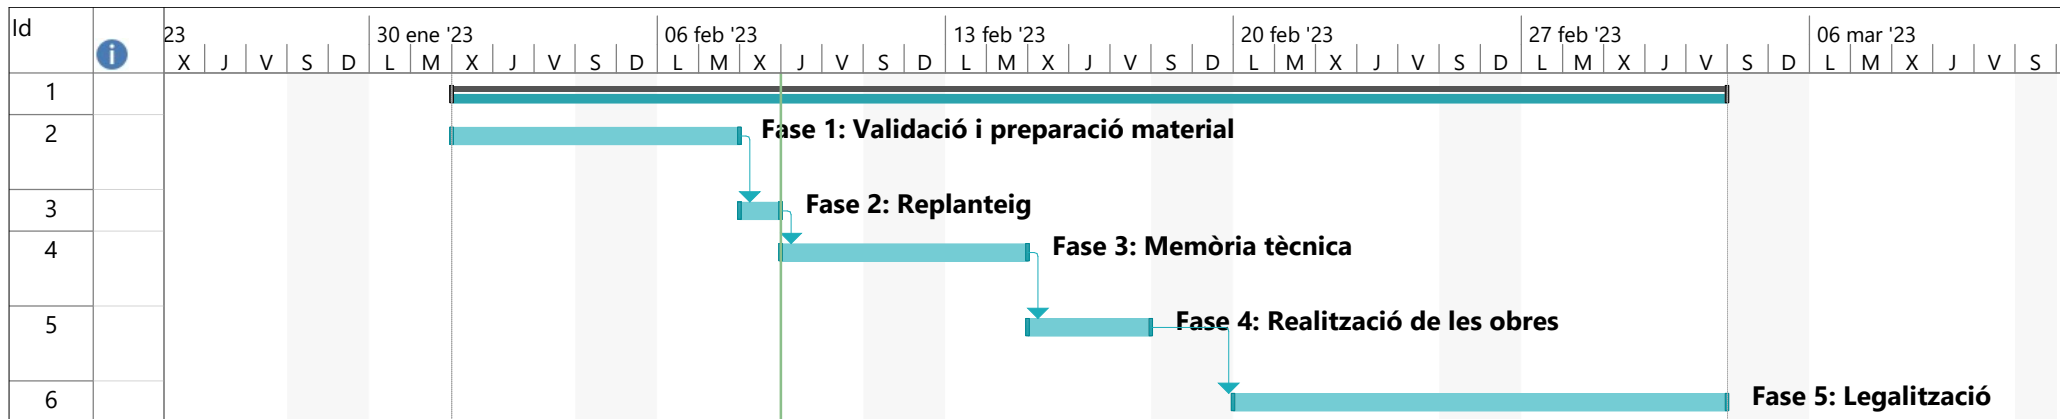 Id
i
23 30 ene '23 06 feb '23 13 feb '23 20 feb '23 27 feb '23 06 mar '23
X J V S D L M X J V S D L M X J V S D L M X J V S D L M X J V S D L M X J V S D L M X J V S
1
2 Fase 1: Validació i preparació material
3 Fase 2: Replanteig
4 Fase 3: Memòria tècnica
5 Fase 4: Realització de les obres
6 Fase 5: Legalització